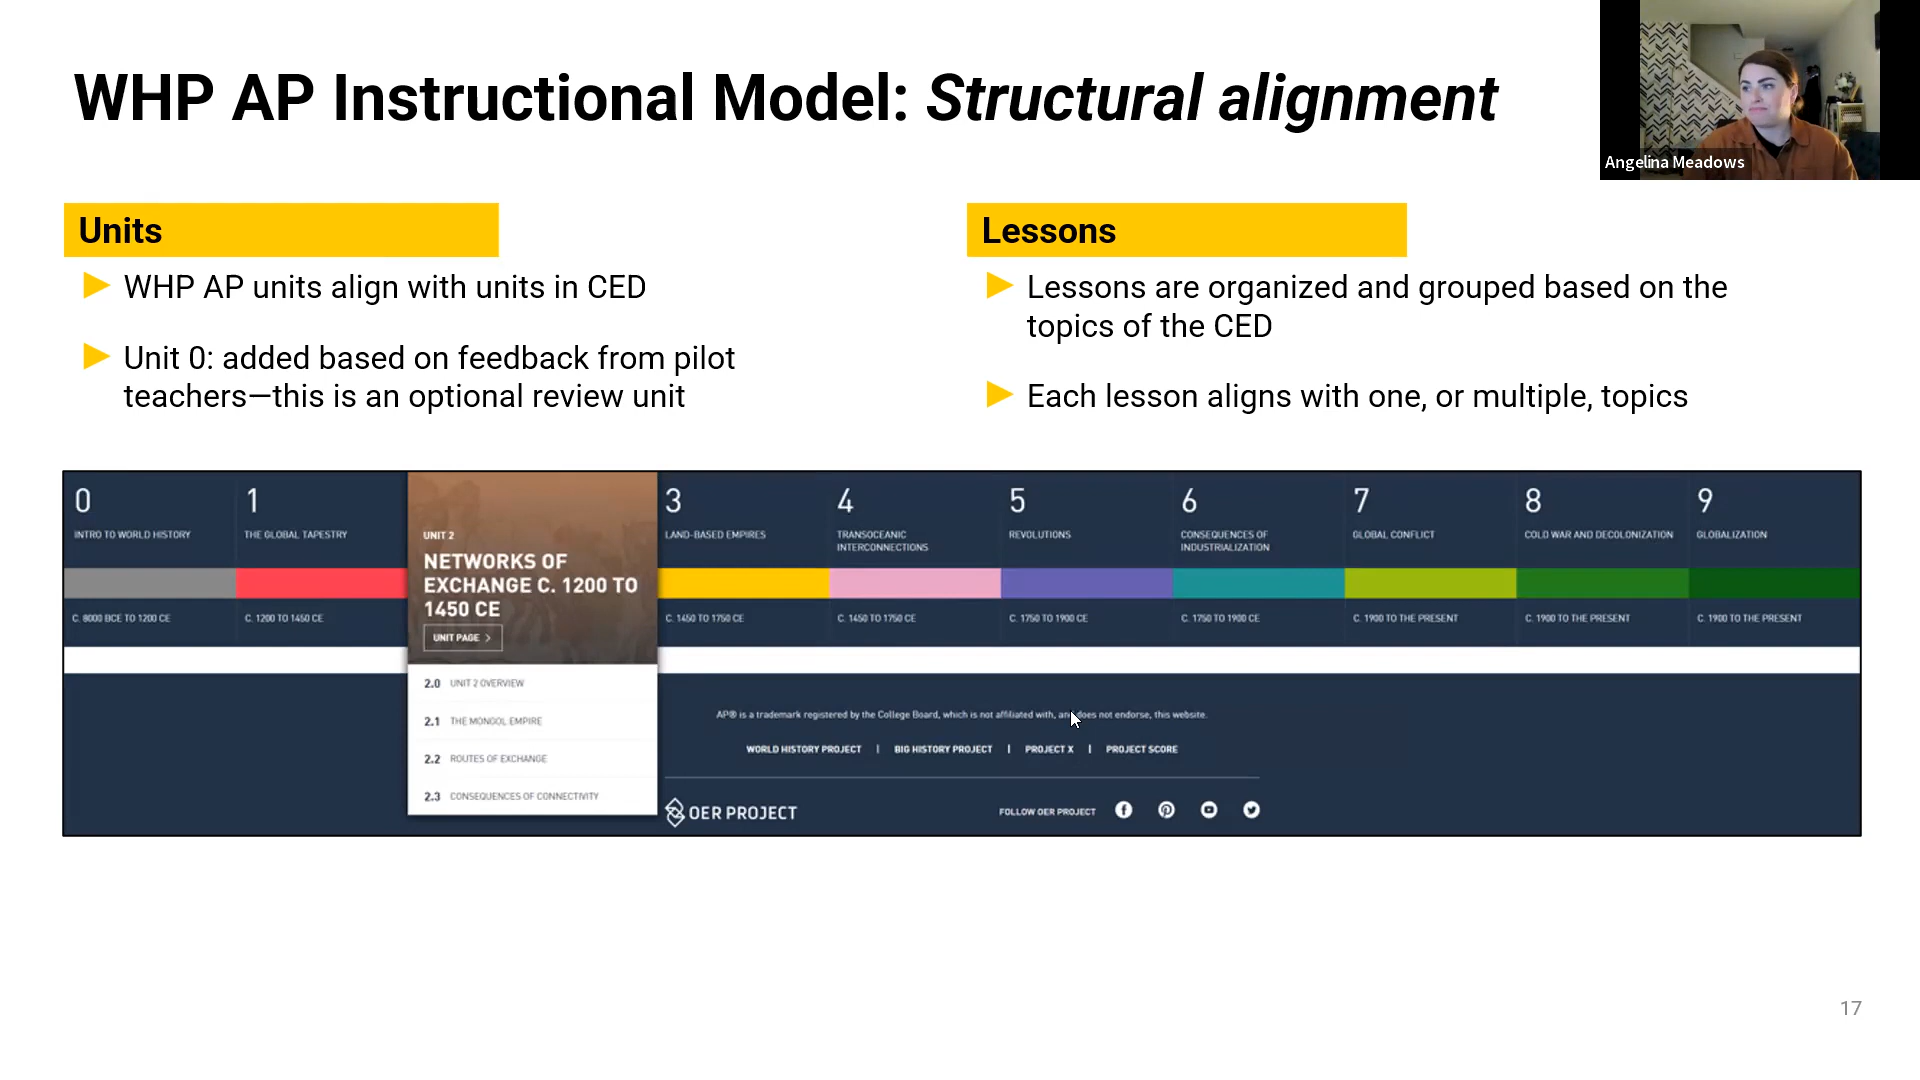 WHP AP Instructional Model: Structural alignment
Angelina Meadows
Units
WHP AP units align with units in CED
Unit 0: added based on feedback from pilot
teachers—this is an optional review unit
Lessons
Lessons are organized and grouped based on the
topics of the CED
Each lesson aligns with one, or multiple, topics
0
INTRO TO WORLD HISTORY
C. 8000 BCE TO 1200 CE
1
THE GLOBAL TAPESTRY
C. 1200 TO 1450 CE
UNIT 2
NETWORKS OF
EXCHANGE C. 1200 TO
1450 CE
UNIT PAGE >
2.0 UNIT 2 OVERVIEW
2.1 THE MONGOL EMPIRE
2.2 ROUTES OF EXCHANGE
2.3 CONSEQUENCES OF CONNECTIVITY
3
LAND-BASED EMPIRES
C. 1450 TO 1750 CE
4
TRANSOCEANIC
INTERCONNECTIONS
C. 1450 TO 1750 CE
5
REVOLUTIONS
C. 1750 TO 1900 CE
6
CONSEQUENCES OF
INDUSTRIALIZATION
C. 1750 TO 1900 CE
7
GLOBAL CONFLICT
C. 1900 TO THE PRESENT
8
COLD WAR AND DECOLONIZATION
C. 1900 TO THE PRESENT
9
GLOBALIZATION
C. 1900 TO THE PRESENT
AP® is a trademark registered by the College Board, which is not affiliated with, and does not endorse, this website.
WORLD HISTORY PROJECT | BIG HISTORY PROJECT | PROJECT X | PROJECT SCORE
OER PROJECT
FOLLOW OER PROJECT
17